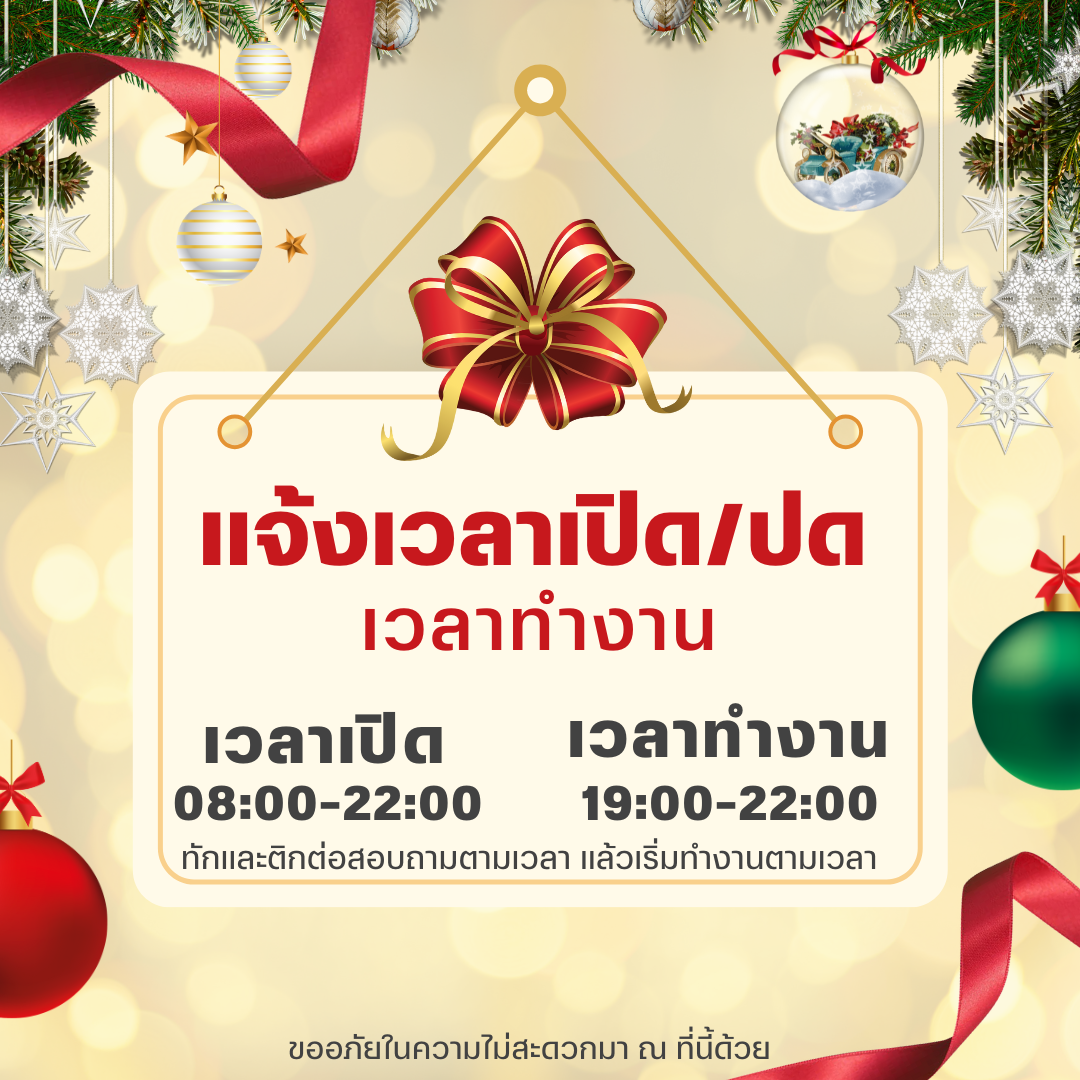 แจ้งเวลาเปิด/ปด
เวลาทำงาน
เวลาเปิด
08:00-22:00
เวลาทำงาน
19:00-22:00
ทักและติกต่อสอบถามตามเวลา แล้วเริ่มทำงานตามเวลา
ขออภัยในความไม่สะดวกมา ณ ที่นี้ด้วย